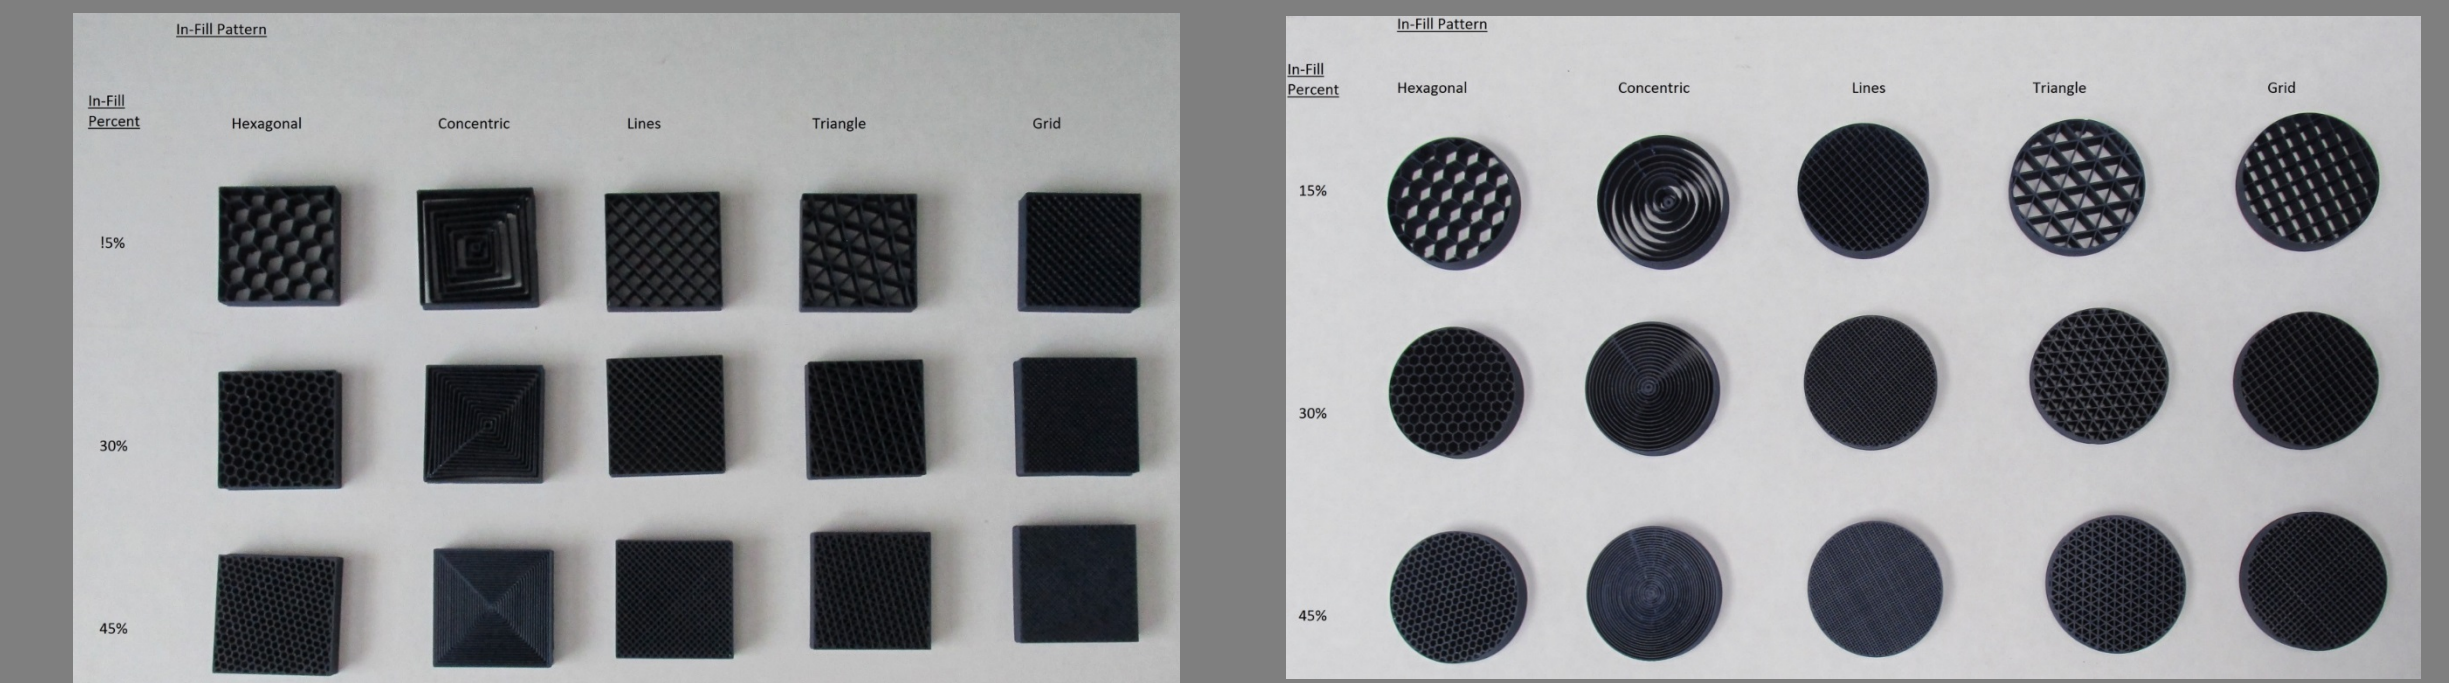 In-Fill Pattern
In-Fill
Percent
Hexagonal Concentric Lines Triangle Grid
!5%
30%
45%
In-Fill Pattern
In-Fill
Percent
Hexagonal Concentric Lines Triangle Grid
15%
30%
45%